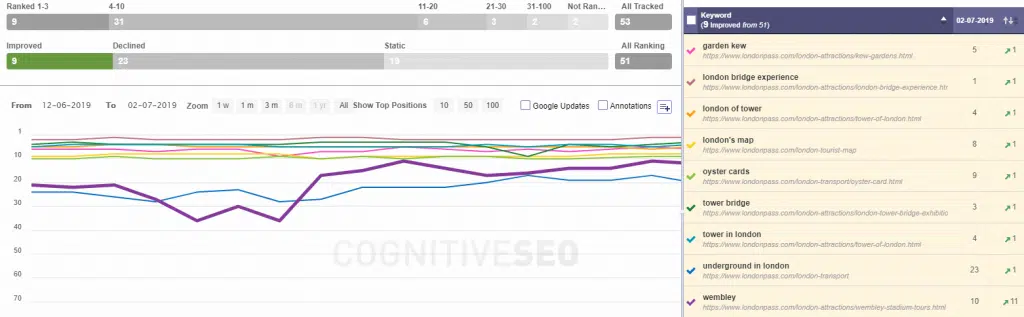 Ranked 1-3 4-10 11-20 21-30 31-100 Not Ran... All Tracked
9 31 6 3 2 2 53
Improved Declined Static All Ranking
9 23 19 51
From 12-06-2019 To 02-07-2019 Zoom 1 w 1 m 3 m 6 m 1 yr All Show Top Positions 10 50 100 Google Updates Annotations
1
10
20
30
40
50
60
70
COGNITIVESEO
Keyword
(9 Improved from 51) 02-07-2019
garden kew 5 1
https://www.londonpass.com/london-attractions/kew-gardens.html
london bridge experience 1 1
https://www.londonpass.com/london-attractions/london-bridge-experience.ht
london of tower 4 1
https://www.londonpass.com/london-attractions/tower-of-london.html
london's map 8 1
https://www.londonpass.com/london-tourist-map
oyster cards 9 1
https://www.londonpass.com/london-transport/oyster-card.html
tower bridge 3 1
https://www.londonpass.com/london-attractions/london-tower-bridge-exhibitic
tower in london 4 1
https://www.londonpass.com/london-attractions/tower-of-london.html
underground in london 23 1
https://www.londonpass.com/london-transport
wembley 10 11
https://www.londonpass.com/london-attractions/wembley-stadium-tours.html